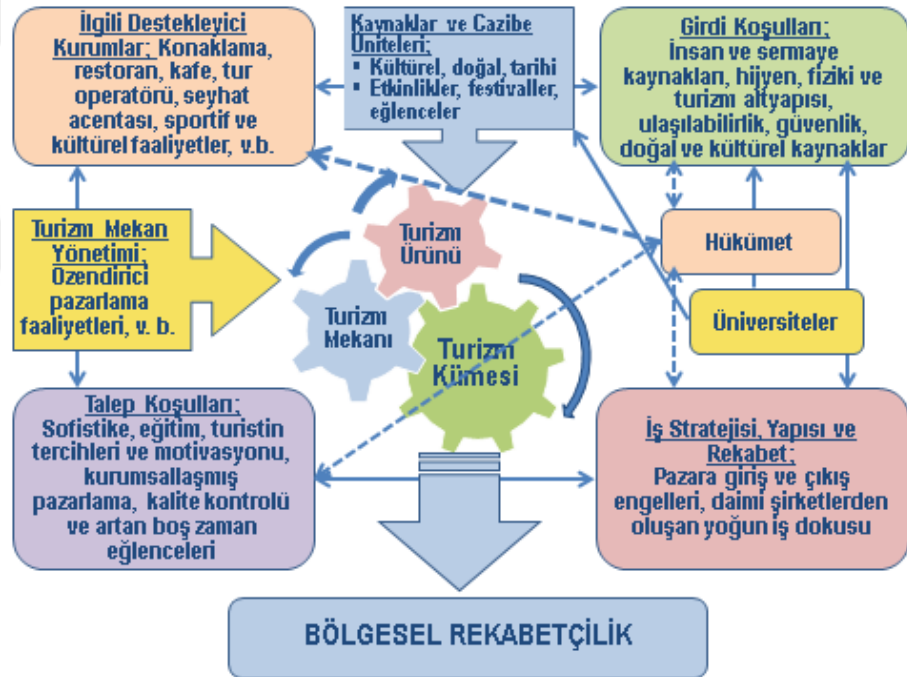 İlgili Destekleyici
Kurumlar; Konaklama,
restoran, kafe, tur
operatörü, seyhat
acentası, sportif ve
kültürel faaliyetler, v.b.
Kaynaklar ve Cazibe
Üniteleri;
▪ Kültürel, doğal, tarihi
▪ Etkinlikler, festivaller,
eğlenceler
Girdi Koşulları;
İnsan ve sermaye
kaynakları, hijyen, fiziki ve
turizm altyapısı,
ulaşılabilirlik, güvenlik,
doğal ve kültürel kaynaklar
Turizm Mekan
Yönetimi;
Özendirici
pazarlama
faaliyetleri, v. b.
Turizm
Ürünü
Turizm
Mekanı
Turizm
Kümesi
Hükümet
Üniversiteler
Talep Koşulları;
Sofistike, eğitim, turistin
tercihleri ve motivasyonu,
kurumsallaşmış
pazarlama, kalite kontrolü
ve artan boş zaman
eğlenceleri
İş Stratejisi, Yapısı ve
Rekabet;
Pazara giriş ve çıkış
engelleri, daimi şirketlerden
oluşan yoğun iş dokusu
BÖLGESEL REKABETÇİLİK